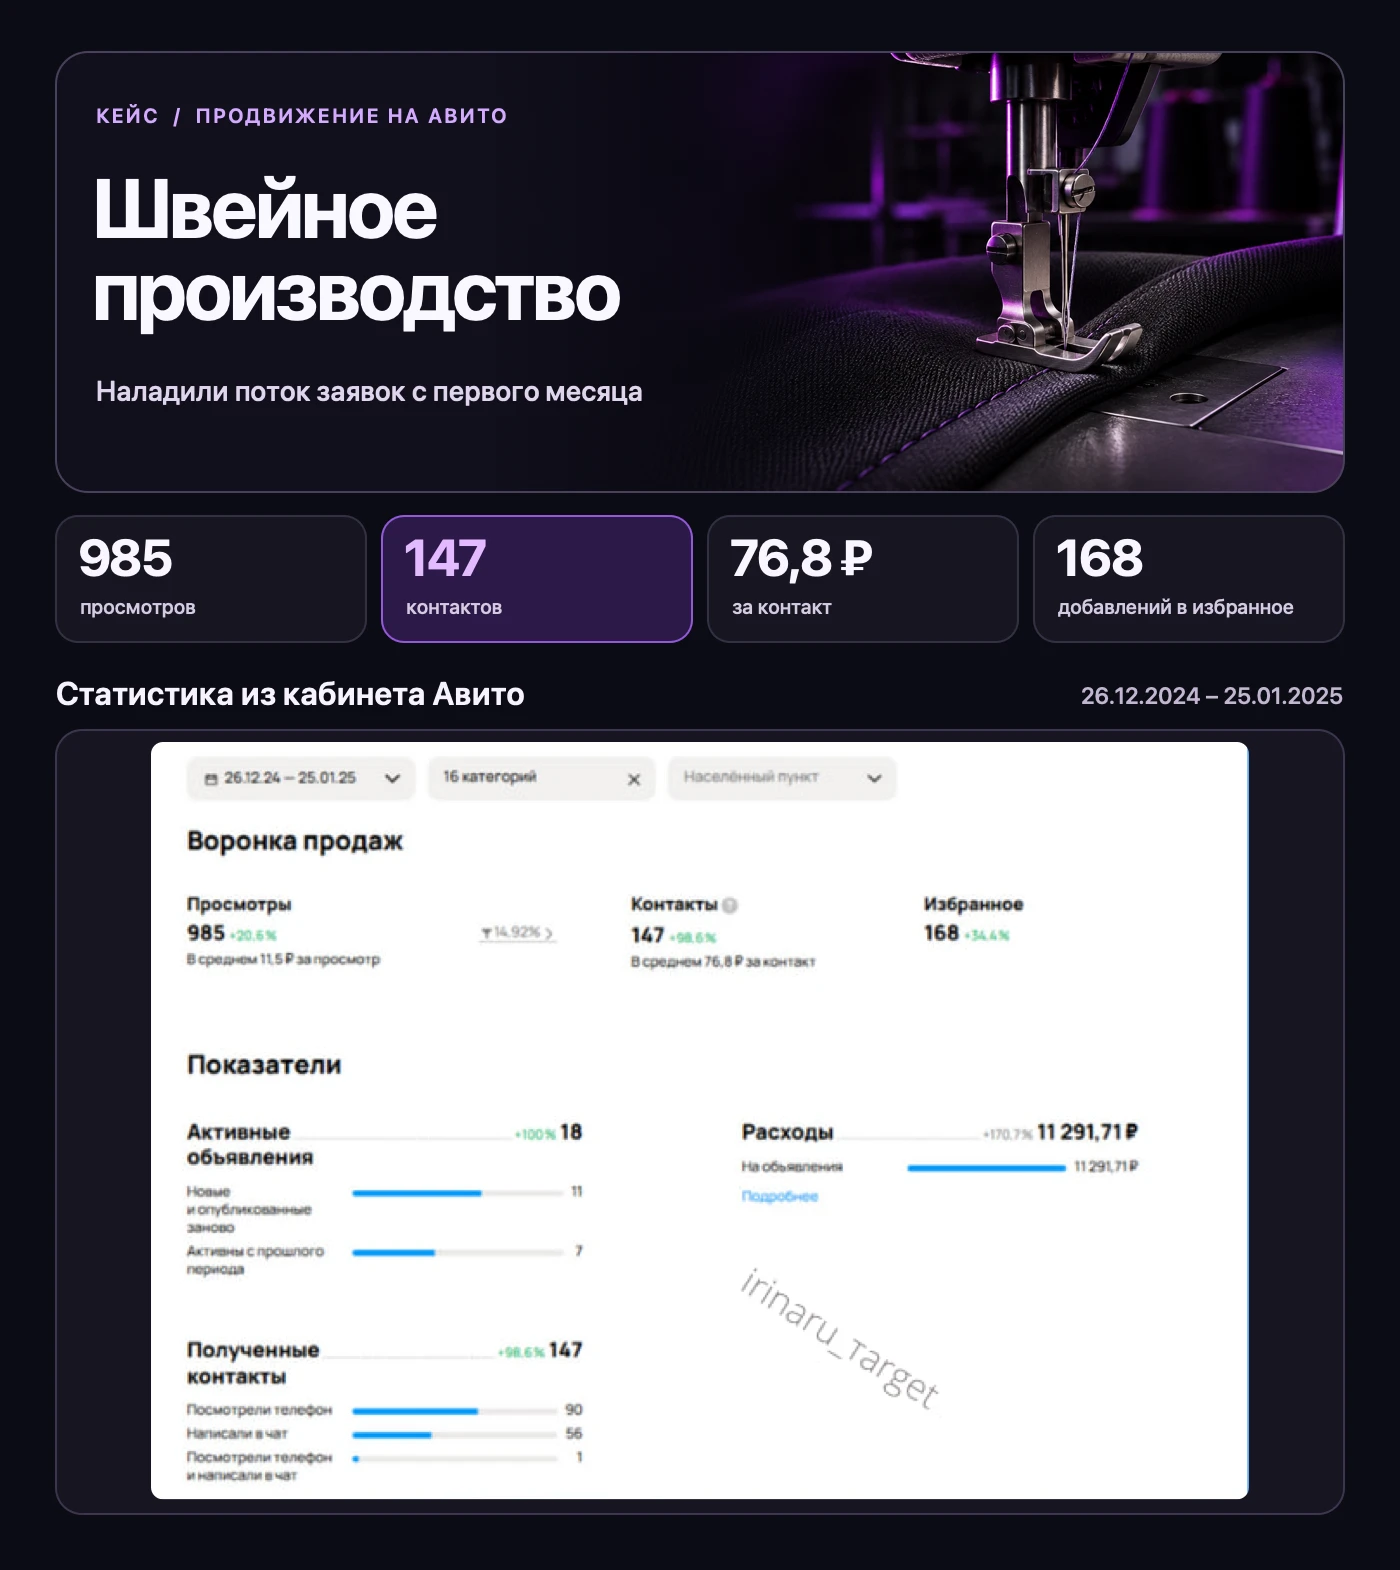 КЕЙС / ПРОДВИЖЕНИЕ НА АВИТО
Швейное
производство
Наладили поток заявок с первого месяца
985
просмотров
147
контактов
76,8 ₽
за контакт
168
добавлений в избранное
Статистика из кабинета Авито
26.12.2024 – 25.01.2025
26.12.24 — 25.01.25
16 категорий
Населённый пункт
Воронка продаж
Просмотры
985 +20,6%
В среднем 11,5 ₽ за просмотр
14,92%
Контакты ?
147 +98.6%
В среднем 76,8 ₽ за контакт
Избранное
168 +34.4%
Показатели
Активные +100% 18
объявления
Новые 11
и опубликованные
заново
Активны с прошлого 7
периода
Расходы +170.7% 11 291,71 ₽
На объявления 11 291,71 ₽
Подробнее
irinaru_Target
Полученные +98.6% 147
контакты
Посмотрели телефон 90
Написали в чат 56
Посмотрели телефон 1
и написали в чат